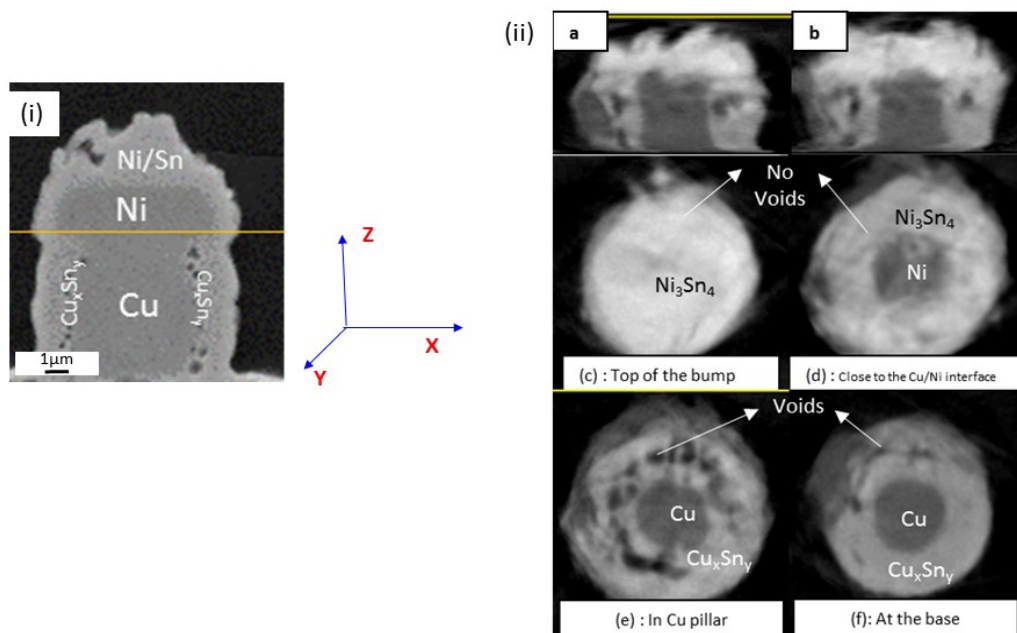 (i)
Ni/Sn
Ni
CuxSny
Cu
CuxSny
1μm
Z
X
Y
(ii)
a
b
No
Voids
Ni3Sn4
Ni3Sn4
Ni
(c) : Top of the bump
(d) : Close to the Cu/Ni interface
Voids
Cu
CuxSny
Cu
CuxSny
(e) : In Cu pillar
(f): At the base